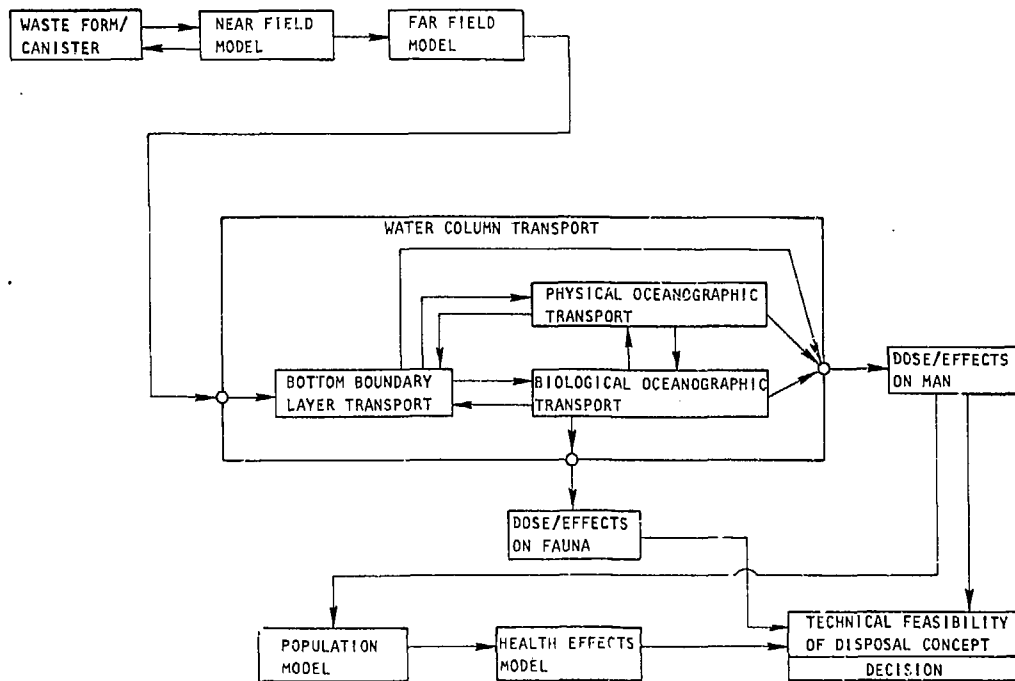 WASTE FORM/
CANISTER
NEAR FIELD
MODEL
FAR FIELD
MODEL
WATER COLUMN TRANSPORT
PHYSICAL OCEANOGRAPHIC
TRANSPORT
BOTTOM BOUNDARY
LAYER TRANSPORT
BIOLOGICAL OCEANOGRAPHIC
TRANSPORT
DOSE/EFFECTS
ON MAN
DOSE/EFFECTS
ON FAUNA
POPULATION
MODEL
HEALTH EFFECTS
MODEL
TECHNICAL FEASIBILITY
OF DISPOSAL CONCEPT
DECISION